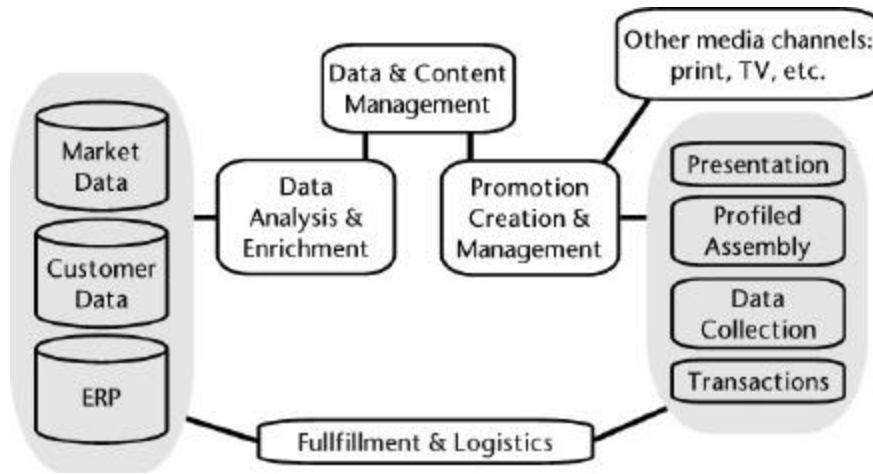 Other media channels:
print, TV, etc.
Data & Content
Management
Market
Data
Customer
Data
ERP
Data
Analysis &
Enrichment
Promotion
Creation &
Management
Presentation
Profiled
Assembly
Data
Collection
Transactions
Fullfillment & Logistics